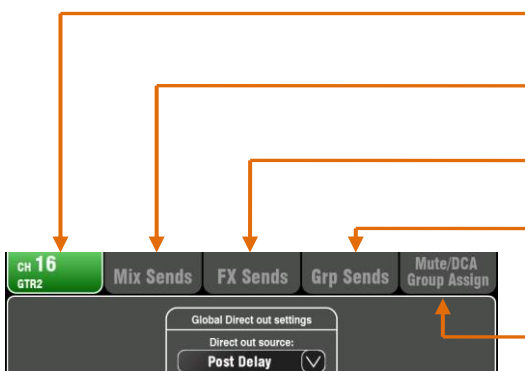 CH 16
GTR2
Mix Sends
FX Sends
Grp Sends
Mute/DCA
Group Assign
Global Direct out settings
Direct out source:
Post Delay